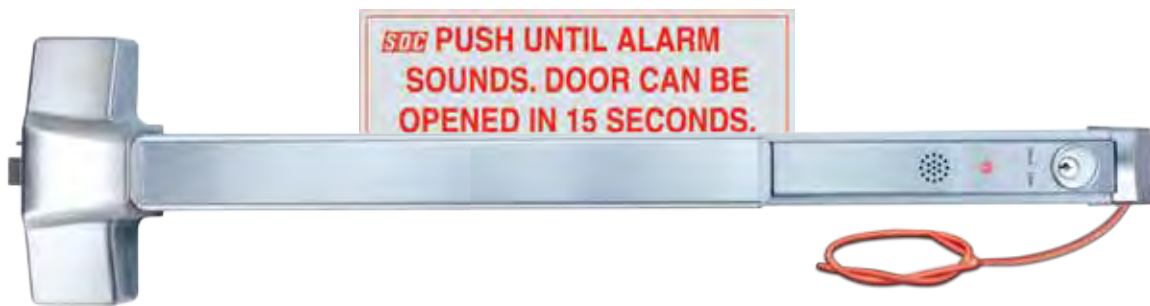 SDC PUSH UNTIL ALARM
SOUNDS. DOOR CAN BE
OPENED IN 15 SECONDS.